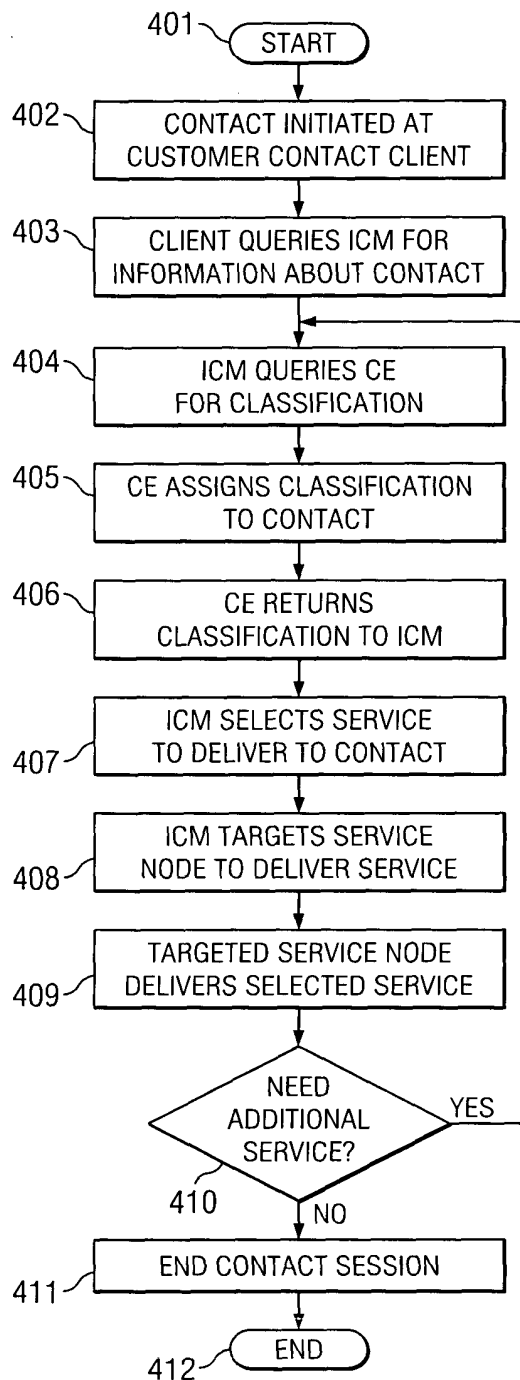 401
START
402
CONTACT INITIATED AT
CUSTOMER CONTACT CLIENT
403
CLIENT QUERIES ICM FOR
INFORMATION ABOUT CONTACT
404
ICM QUERIES CE
FOR CLASSIFICATION
405
CE ASSIGNS CLASSIFICATION
TO CONTACT
406
CE RETURNS
CLASSIFICATION TO ICM
407
ICM SELECTS SERVICE
TO DELIVER TO CONTACT
408
ICM TARGETS SERVICE
NODE TO DELIVER SERVICE
409
TARGETED SERVICE NODE
DELIVERS SELECTED SERVICE
NEED
ADDITIONAL
SERVICE?
YES
410
NO
411
END CONTACT SESSION
412
END